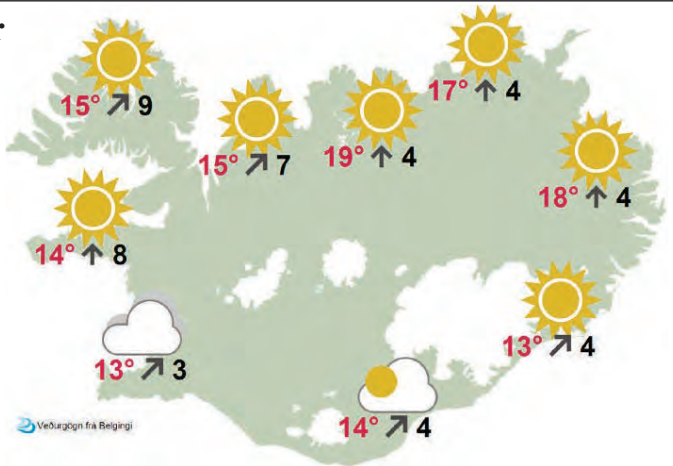 15° ↗ 9
17° ↑ 4
15° ↗ 7
19° ↑ 4
18° ↑ 4
14° ↑ 8
13° ↗ 3
13° ↗ 4
14° ↗ 4
Veðurgögn frá Belgingi